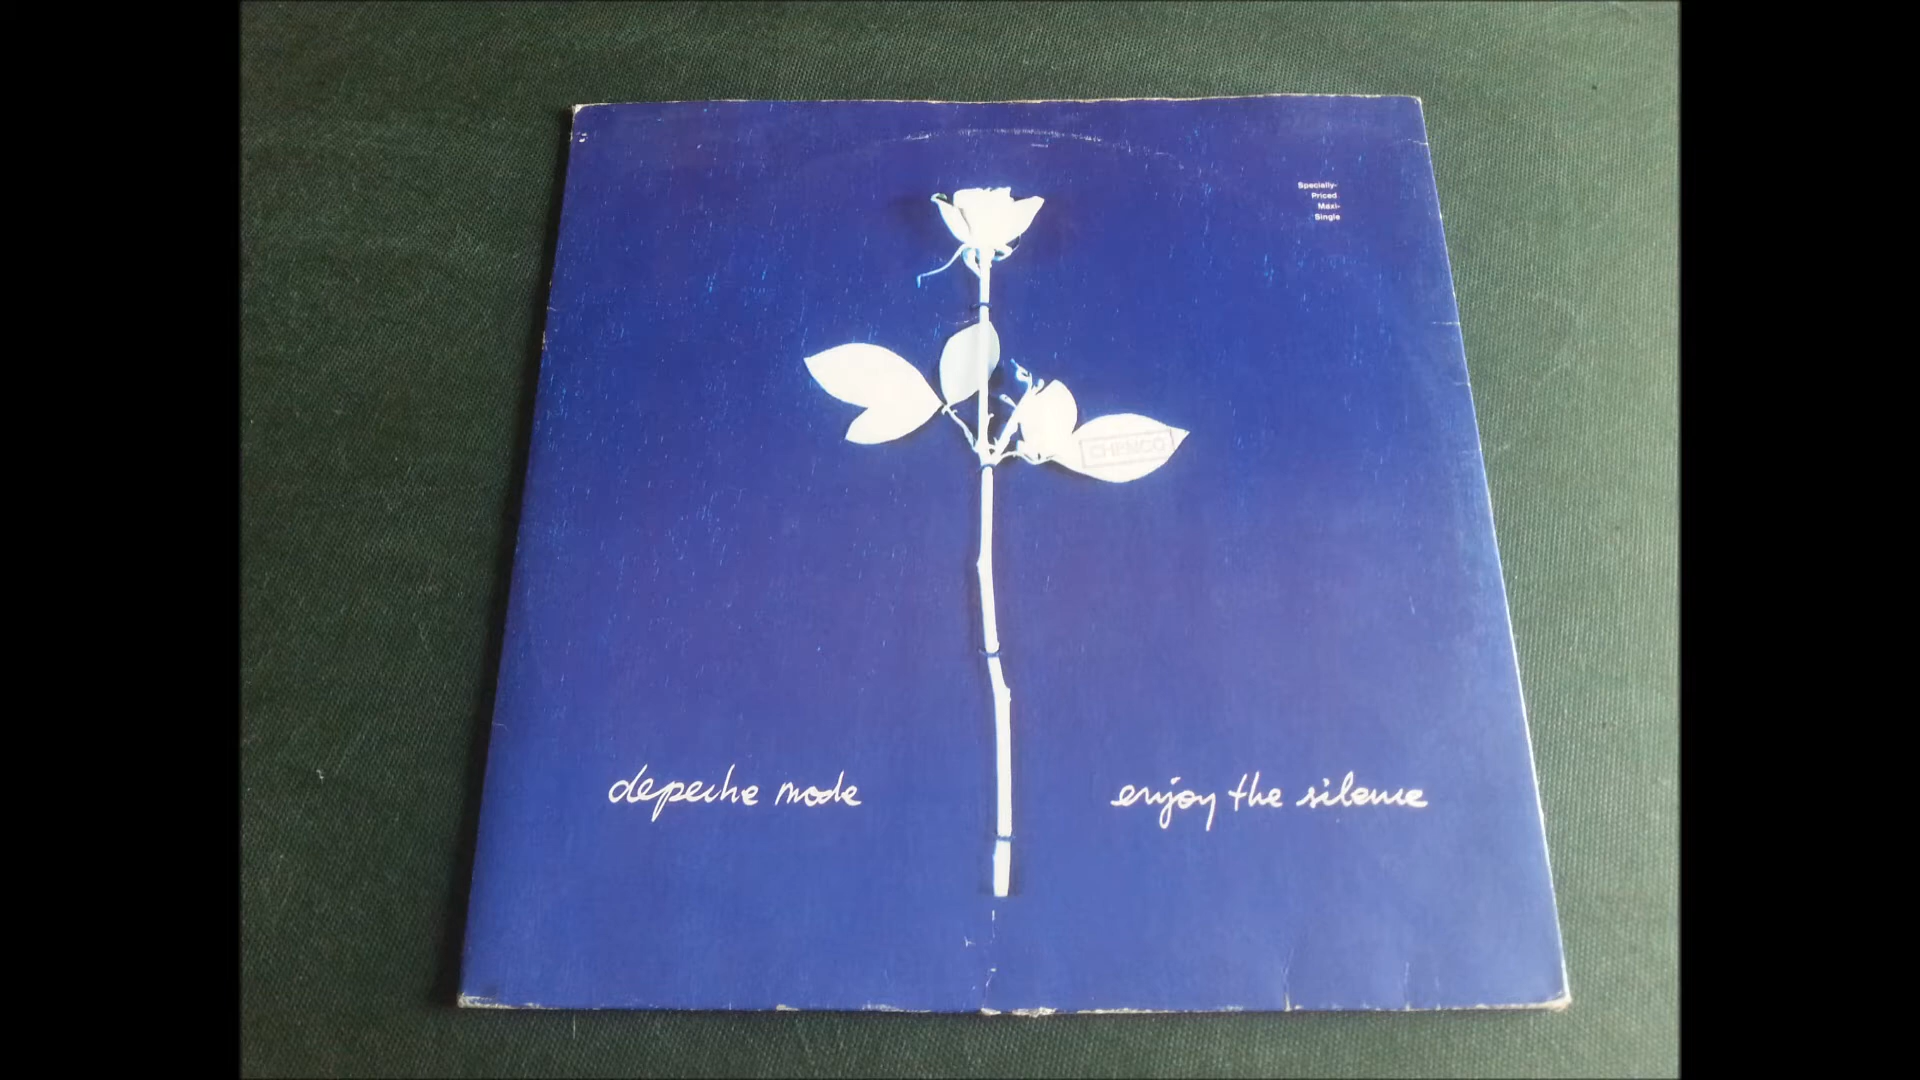 Specially-
Priced
Maxi-
Single
depeche mode
enjoy the silence